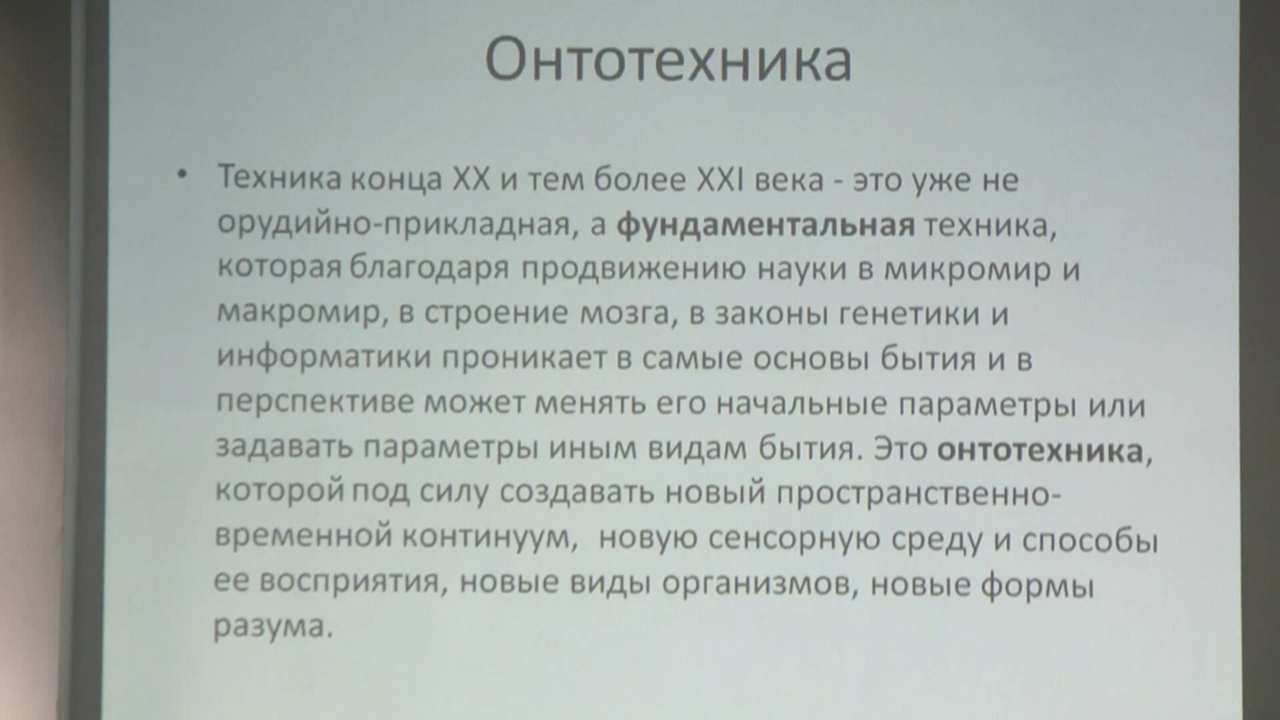 Онтотехника
• Техника конца XX и тем более XXI века - это уже не
орудийно-прикладная, а фундаментальная техника,
которая благодаря продвижению науки в микромир и
макромир, в строение мозга, в законы генетики и
информатики проникает в самые основы бытия и в
перспективе может менять его начальные параметры или
задавать параметры иным видам бытия. Это онтотехника,
которой под силу создавать новый пространственно-
временной континуум,  новую сенсорную среду и способы
ее восприятия, новые виды организмов, новые формы
разума.